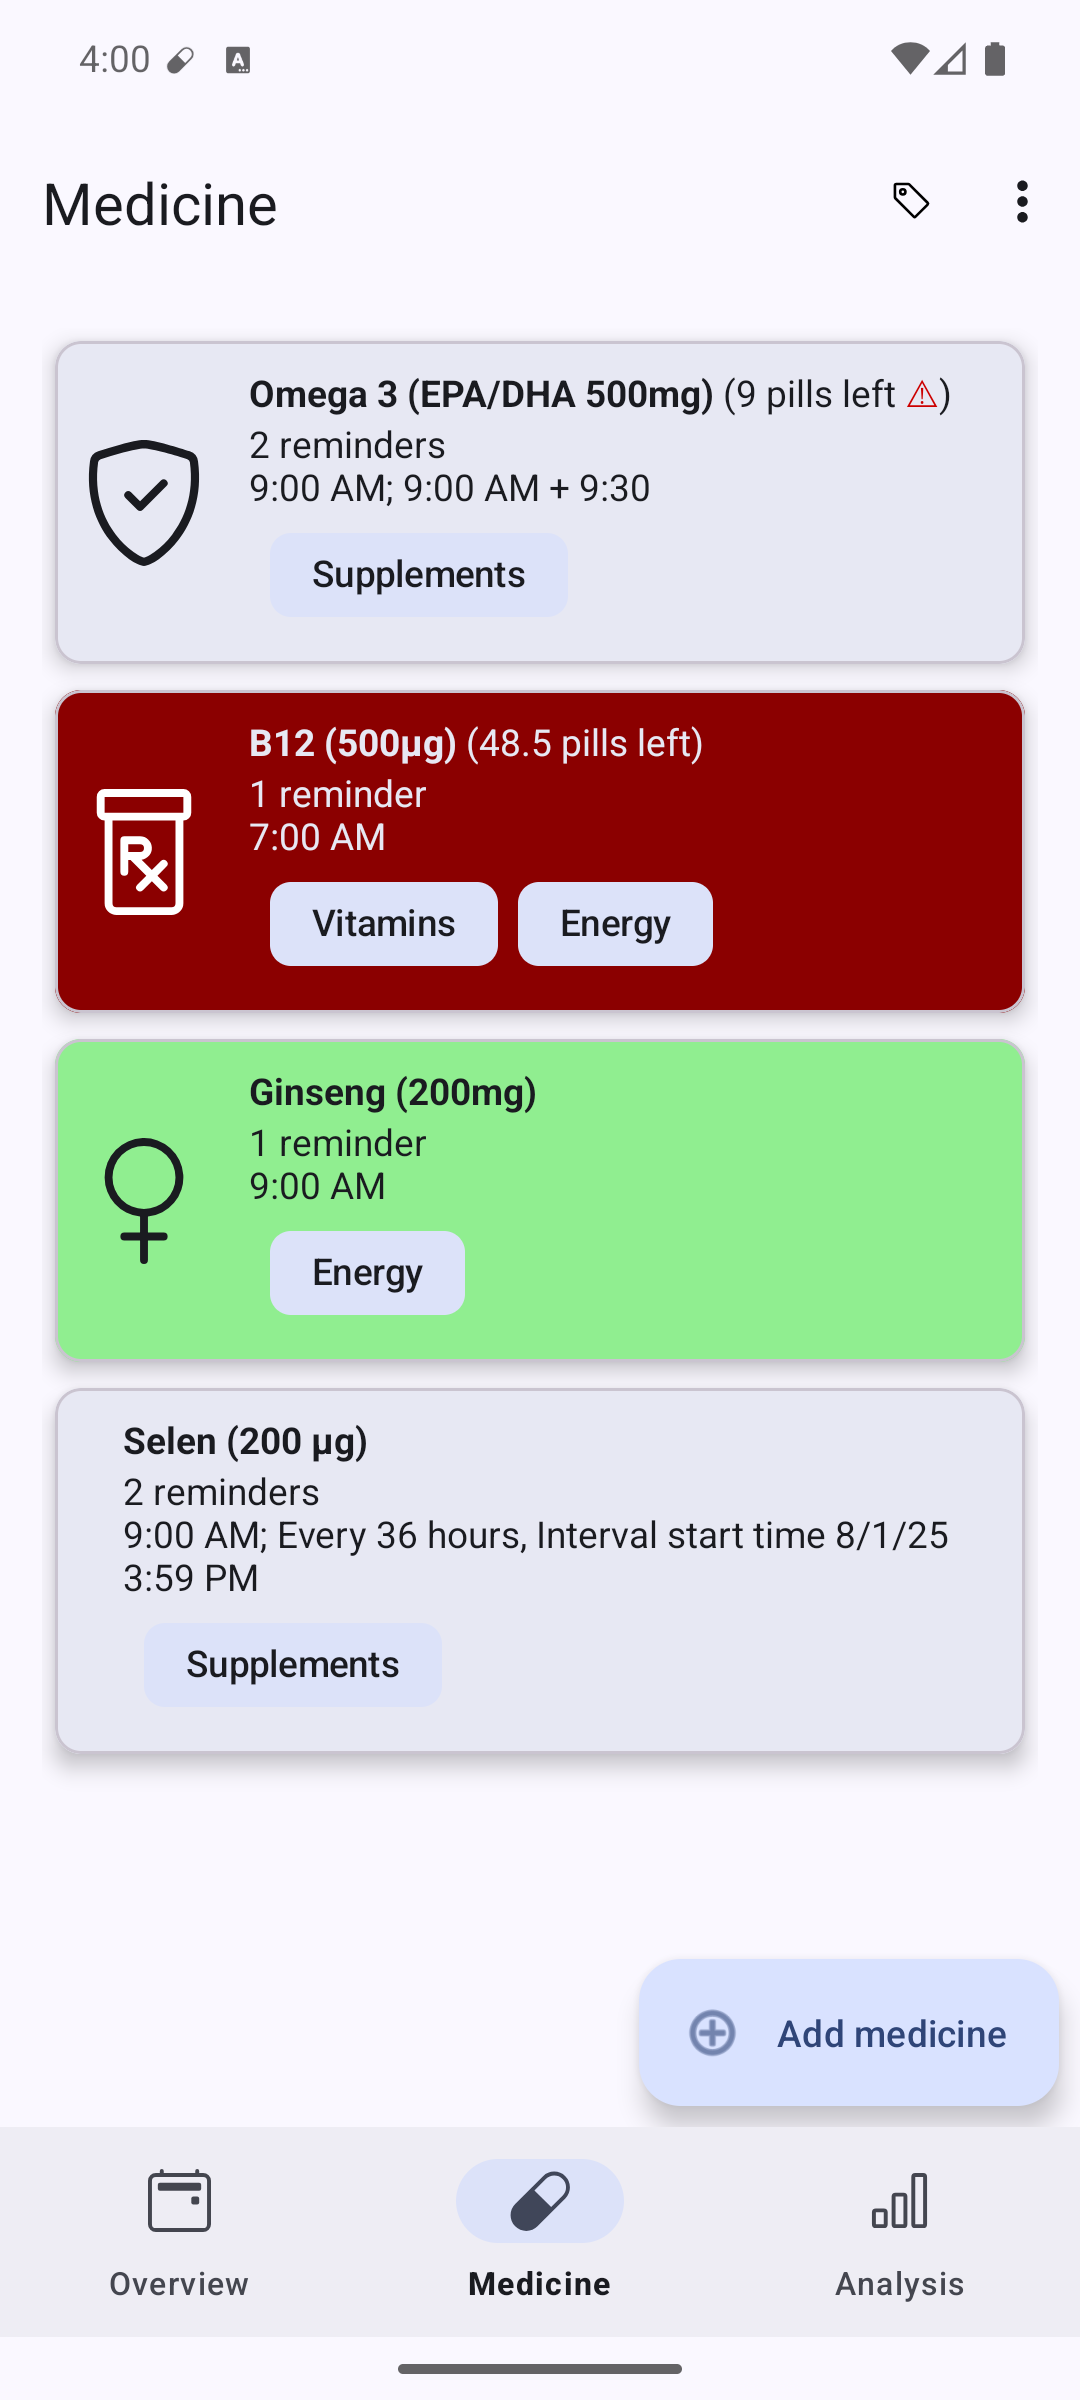 4:00
Medicine
Omega 3 (EPA/DHA 500mg) (9 pills left ⚠)
2 reminders
9:00 AM; 9:00 AM + 9:30
Supplements
B12 (500µg) (48.5 pills left)
1 reminder
7:00 AM
Vitamins Energy
Ginseng (200mg)
1 reminder
9:00 AM
Energy
Selen (200 µg)
2 reminders
9:00 AM; Every 36 hours, Interval start time 8/1/25
3:59 PM
Supplements
Add medicine
Overview Medicine Analysis